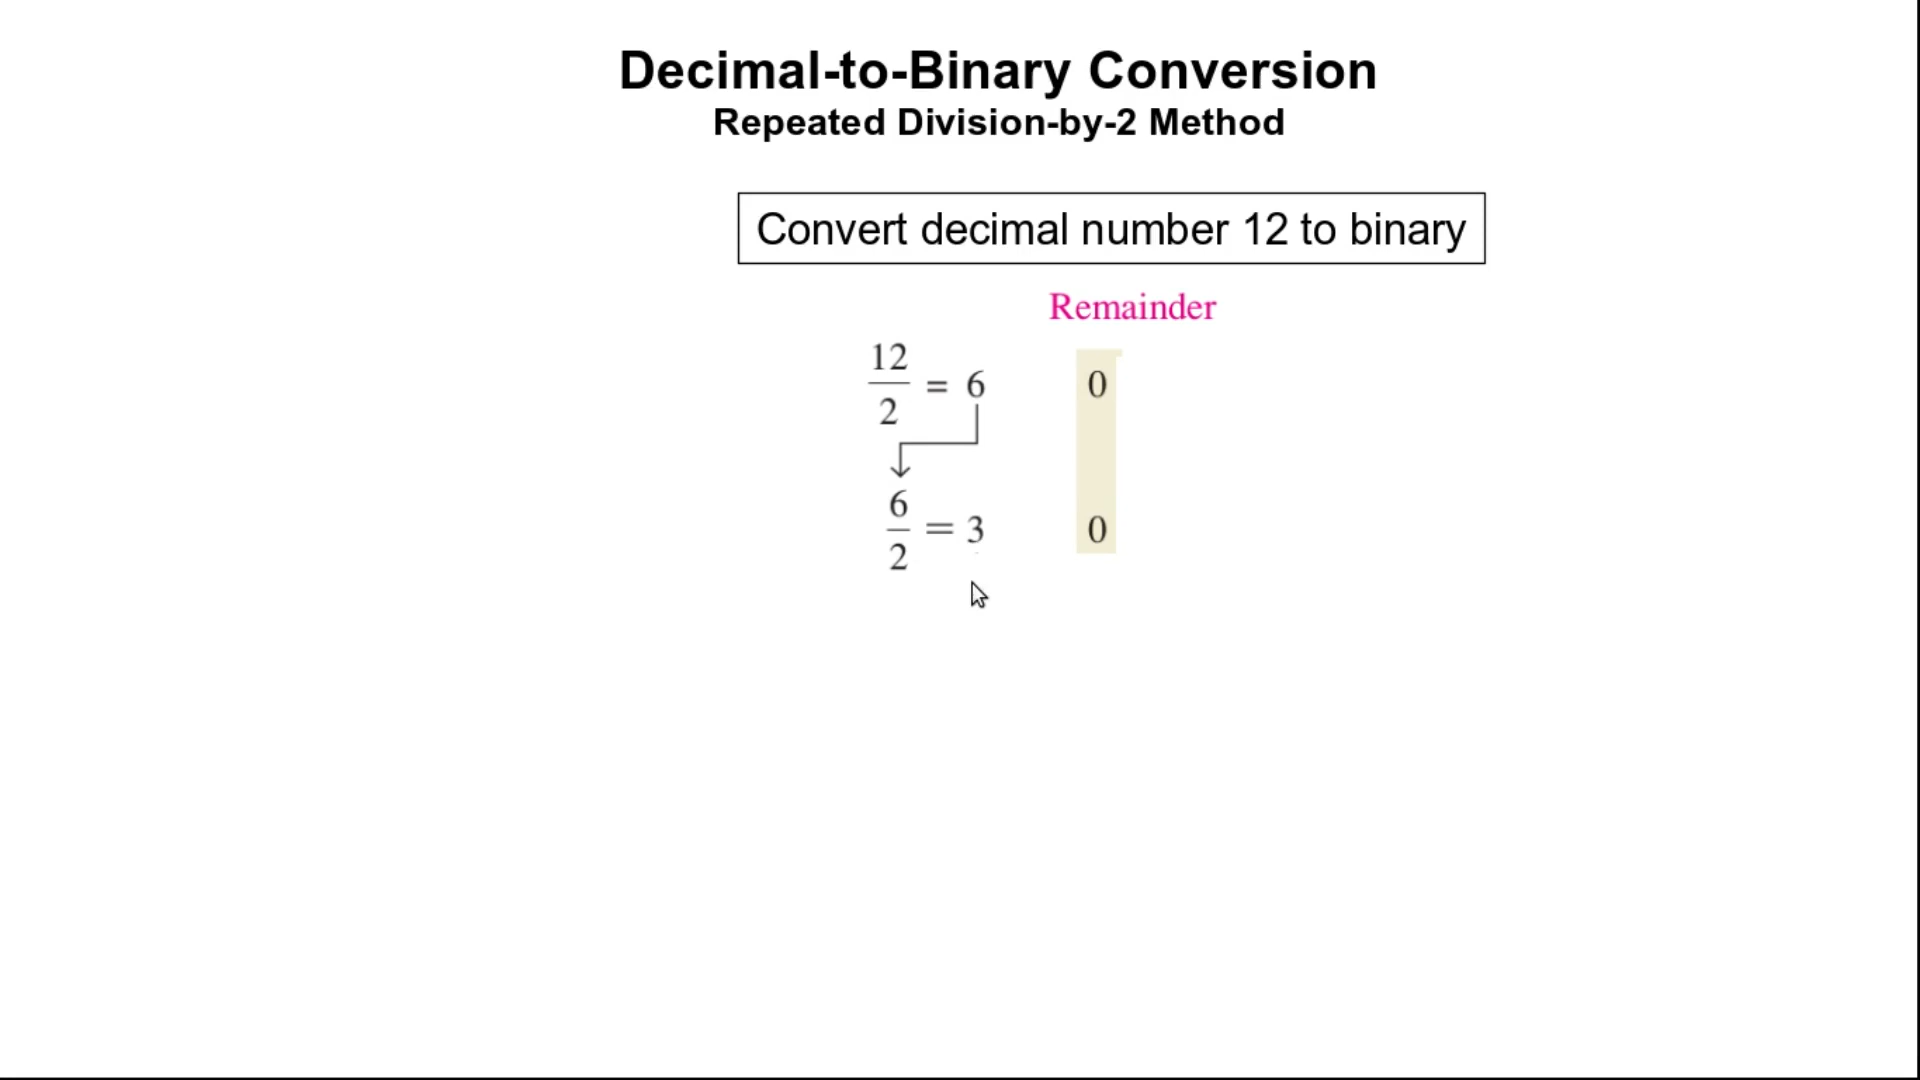 Decimal-to-Binary Conversion
Repeated Division-by-2 Method
Convert decimal number 12 to binary
Remainder
12/2 = 6 0
6/2 = 3 0